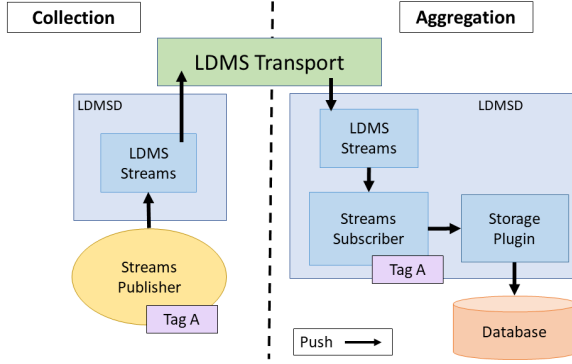 Collection
Aggregation
LDMS Transport
LDMSD
LDMS
Streams
Streams
Publisher
Tag A
LDMSD
LDMS
Streams
Streams
Subscriber
Tag A
Storage
Plugin
Database
Push